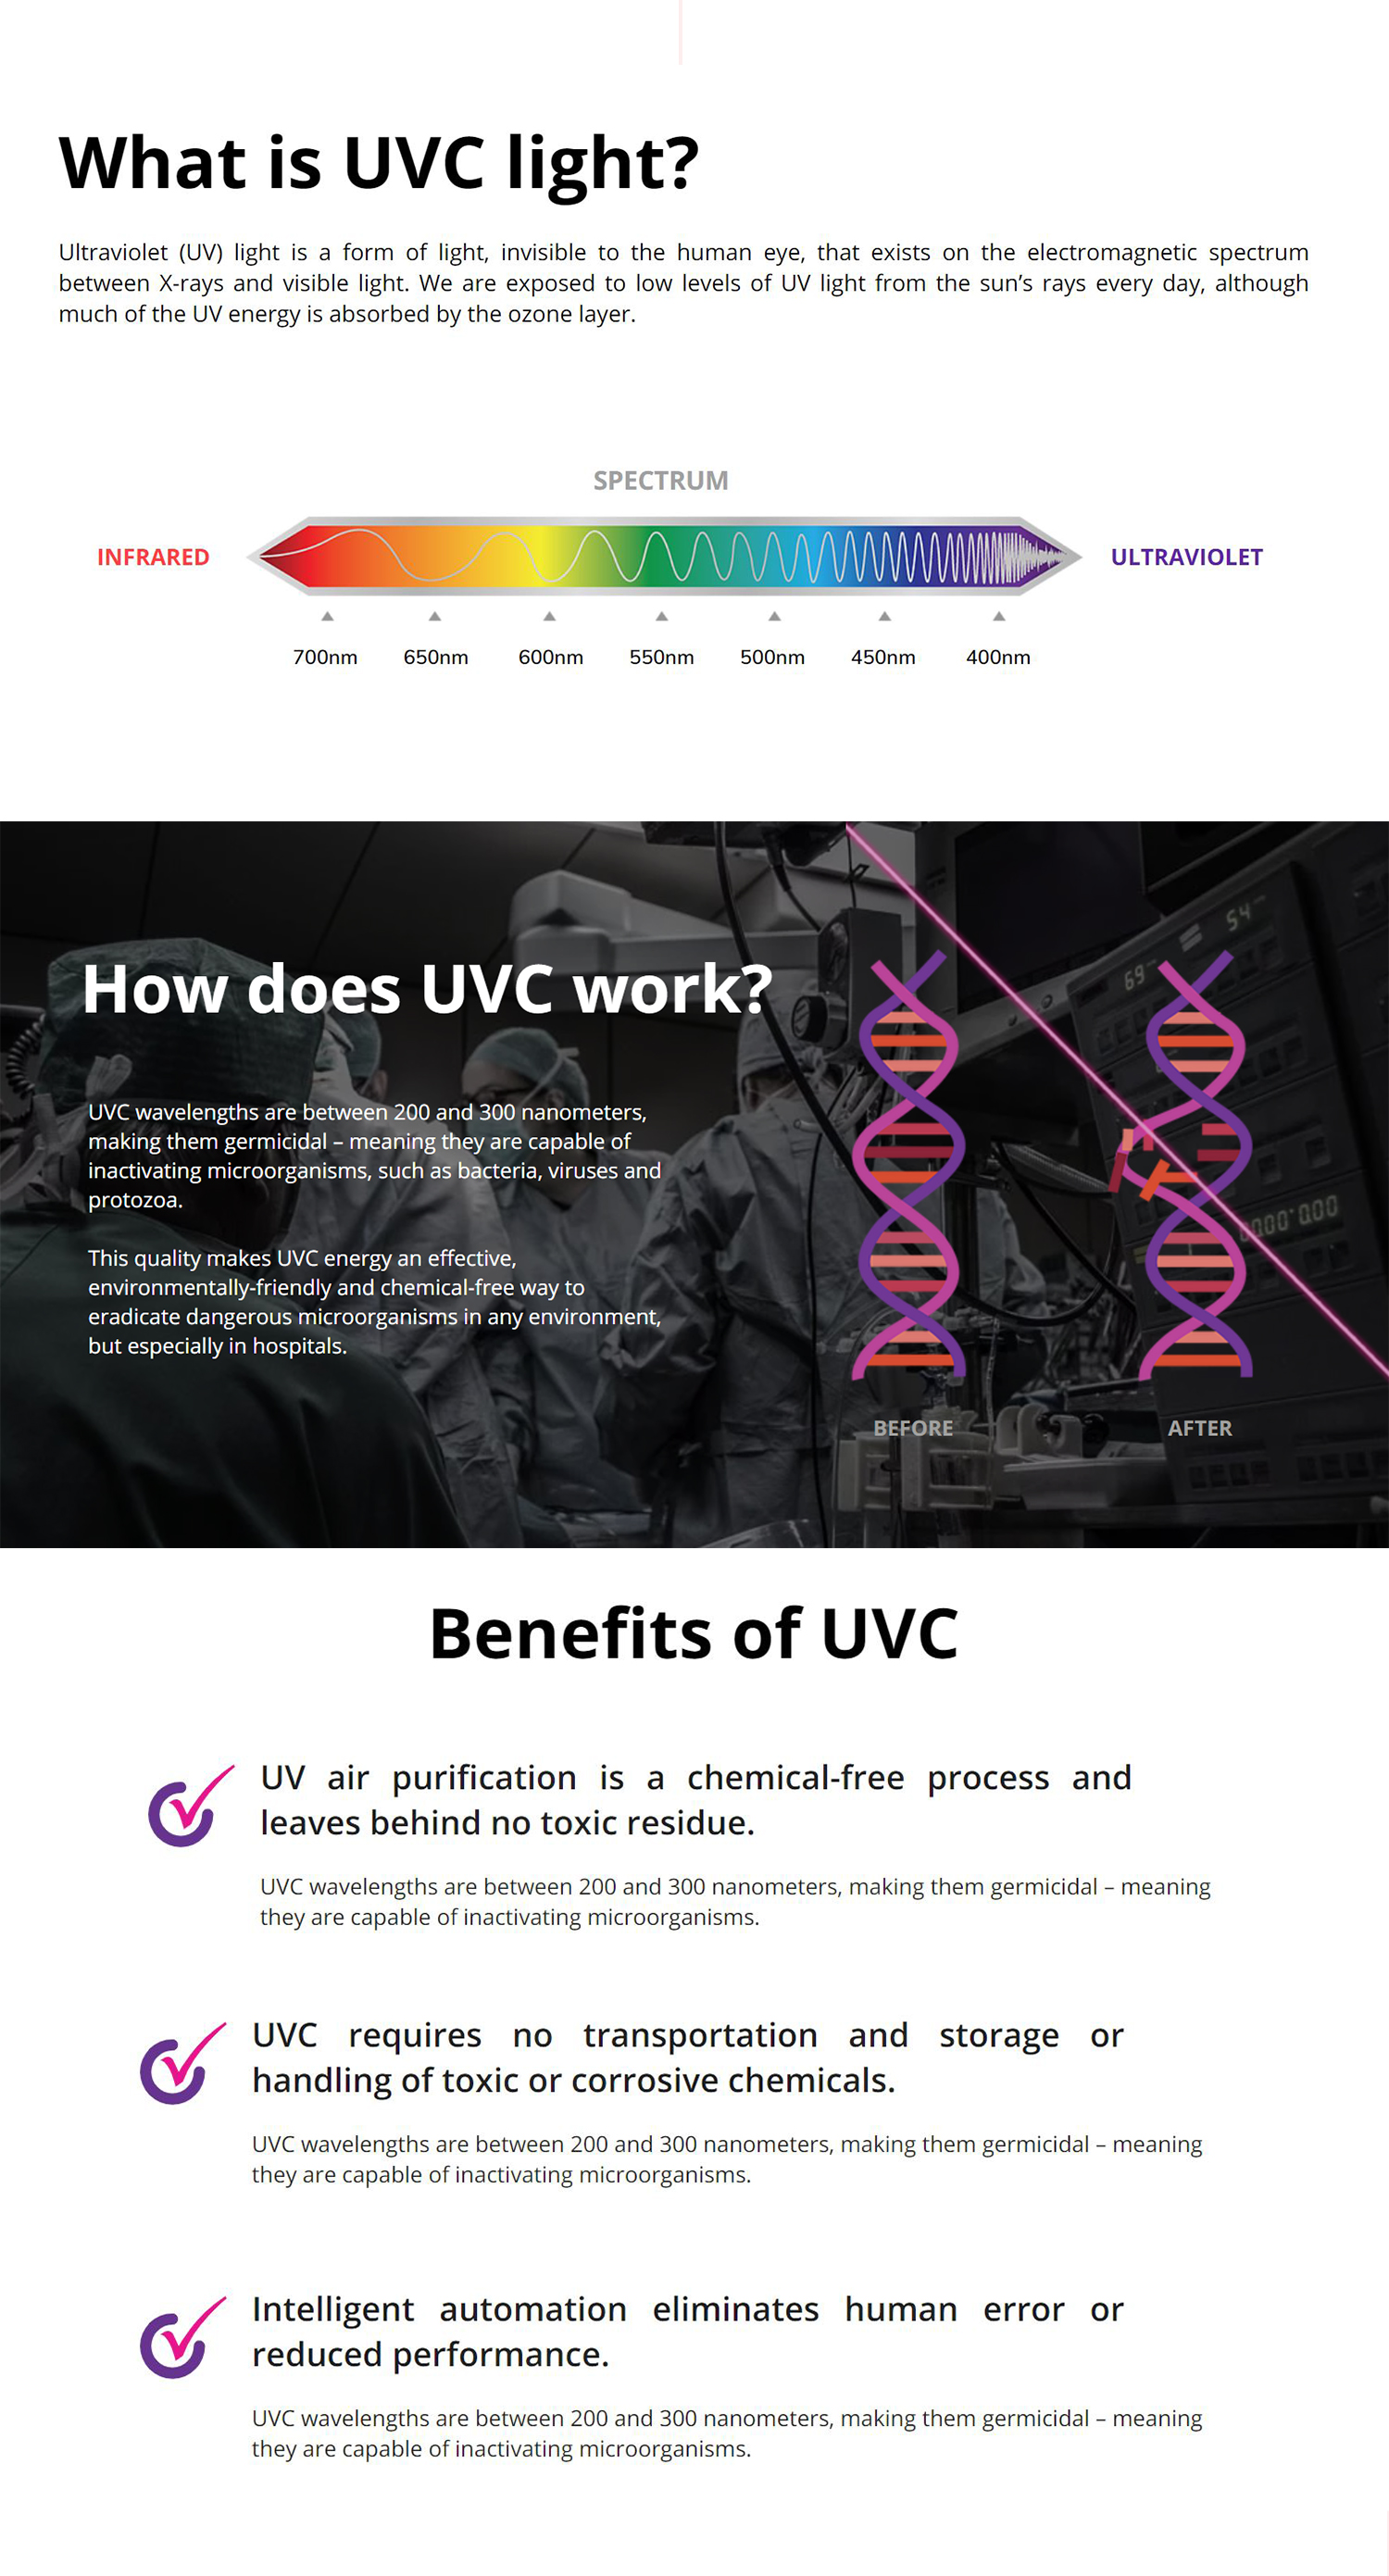 What is UVC light?
Ultraviolet (UV) light is a form of light, invisible to the human eye, that exists on the electromagnetic spectrum
between X-rays and visible light. We are exposed to low levels of UV light from the sun’s rays every day, although
much of the UV energy is absorbed by the ozone layer.
SPECTRUM
INFRARED
ULTRAVIOLET
700nm 650nm 600nm 550nm 500nm 450nm 400nm
How does UVC work?
UVC wavelengths are between 200 and 300 nanometers,
making them germicidal – meaning they are capable of
inactivating microorganisms, such as bacteria, viruses and
protozoa.
This quality makes UVC energy an effective,
environmentally-friendly and chemical-free way to
eradicate dangerous microorganisms in any environment,
but especially in hospitals.
54
69
BEFORE
AFTER
Benefits of UVC
UV air purification is a chemical-free process and
leaves behind no toxic residue.
UVC wavelengths are between 200 and 300 nanometers, making them germicidal – meaning
they are capable of inactivating microorganisms.
UVC requires no transportation and storage or
handling of toxic or corrosive chemicals.
UVC wavelengths are between 200 and 300 nanometers, making them germicidal – meaning
they are capable of inactivating microorganisms.
Intelligent automation eliminates human error or
reduced performance.
UVC wavelengths are between 200 and 300 nanometers, making them germicidal – meaning
they are capable of inactivating microorganisms.